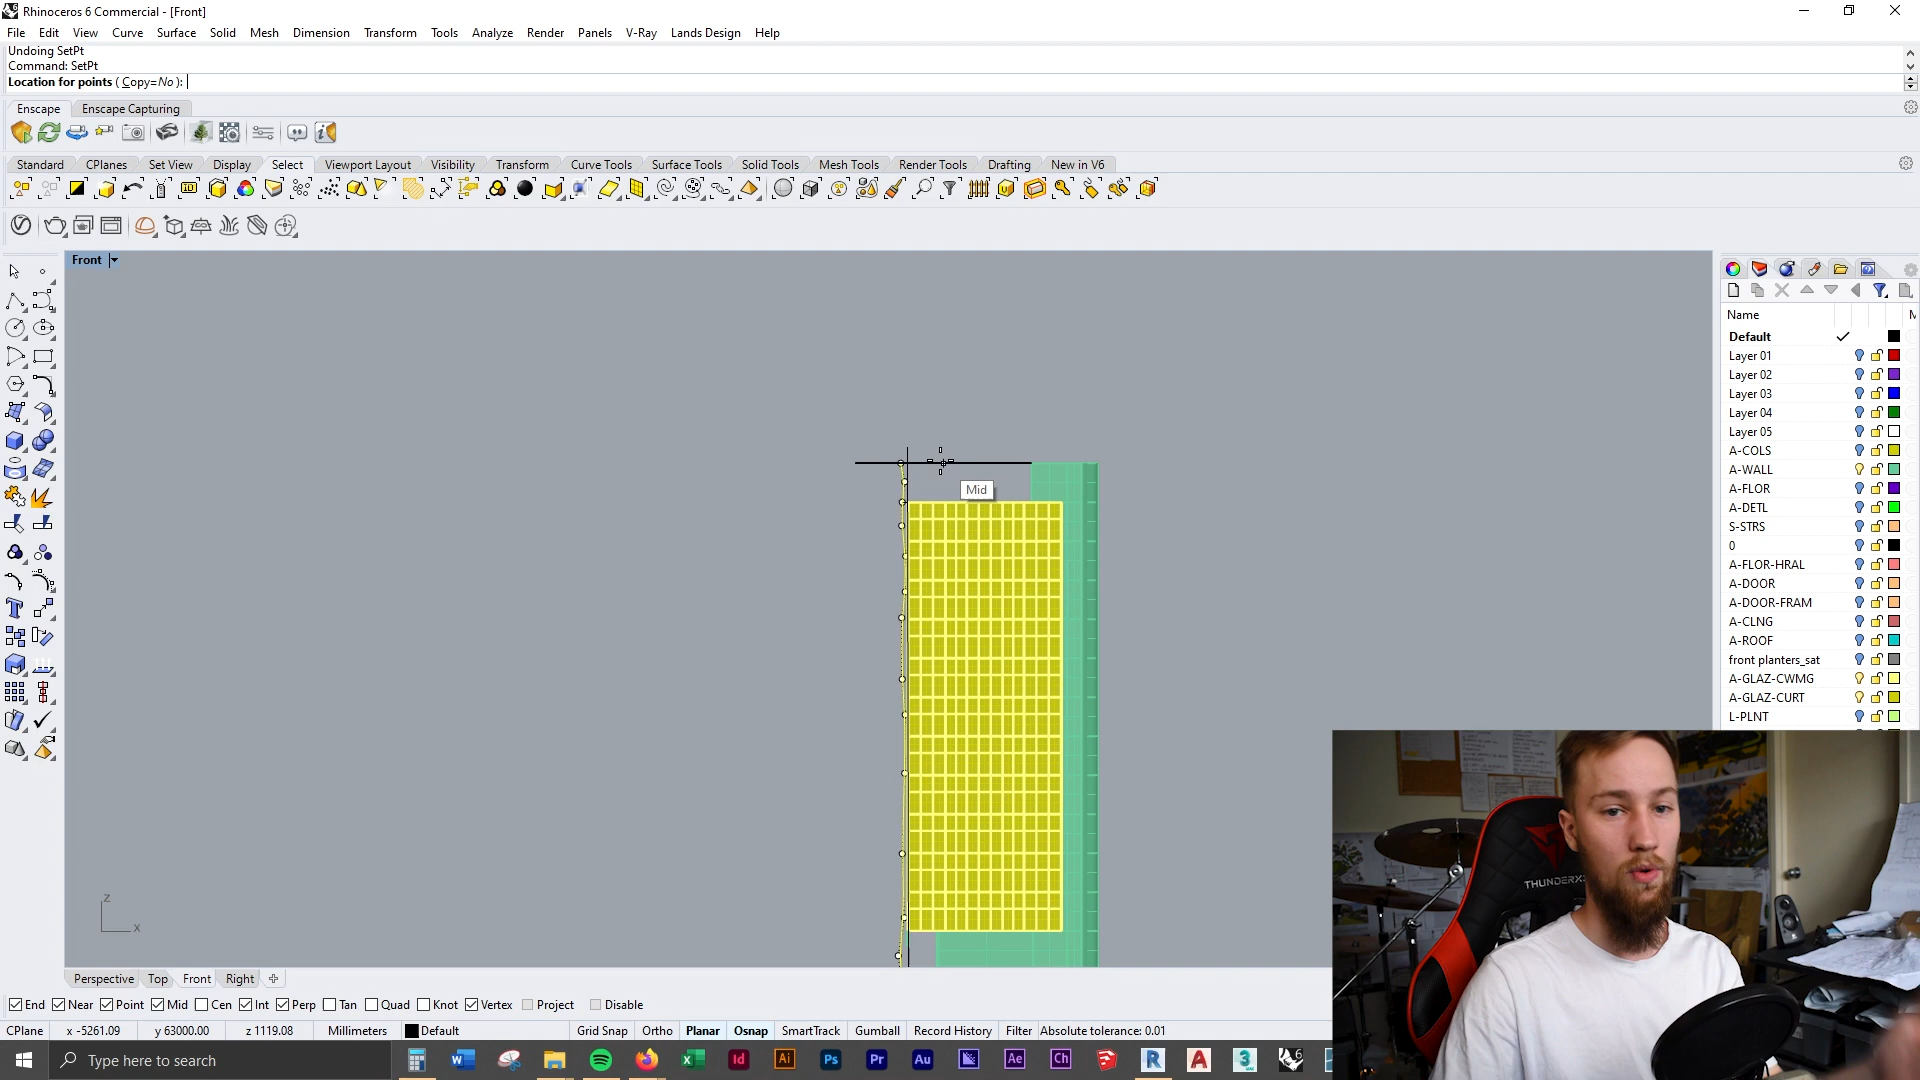 Rhinoceros 6 Commercial - [Front]
File Edit View Curve Surface Solid Mesh Dimension Transform Tools Analyze Render Panels V-Ray Lands Design Help
Undoing SetPt
Command: SetPt
Location for points ( Copy=No ):
Enscape Enscape Capturing
Standard CPlanes Set View Display Select Viewport Layout Visibility Transform Curve Tools Surface Tools Solid Tools Mesh Tools Render Tools Drafting New in V6
Front
Name
Default
Layer 01
Layer 02
Layer 03
Layer 04
Layer 05
A-COLS
A-WALL
A-FLOR
A-DETL
S-STRS
0
A-FLOR-HRAL
A-DOOR
A-DOOR-FRAM
A-CLNG
A-ROOF
front planters_sat
A-GLAZ-CWMG
A-GLAZ-CURT
L-PLNT
Mid
z
x
THUNDERX3
Perspective Top Front Right
End Near Point Mid Cen Int Perp Tan Quad Knot Vertex Project Disable
CPlane x -5261.09 y 63000.00 z 1119.08 Millimeters Default Grid Snap Ortho Planar Osnap SmartTrack Gumball Record History Filter Absolute tolerance: 0.01
Type here to search